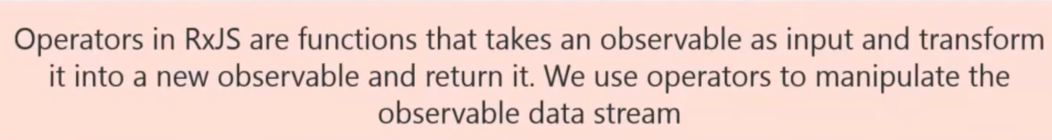 Operators in RxJS are functions that takes an observable as input and transform
it into a new observable and return it. We use operators to manipulate the
observable data stream